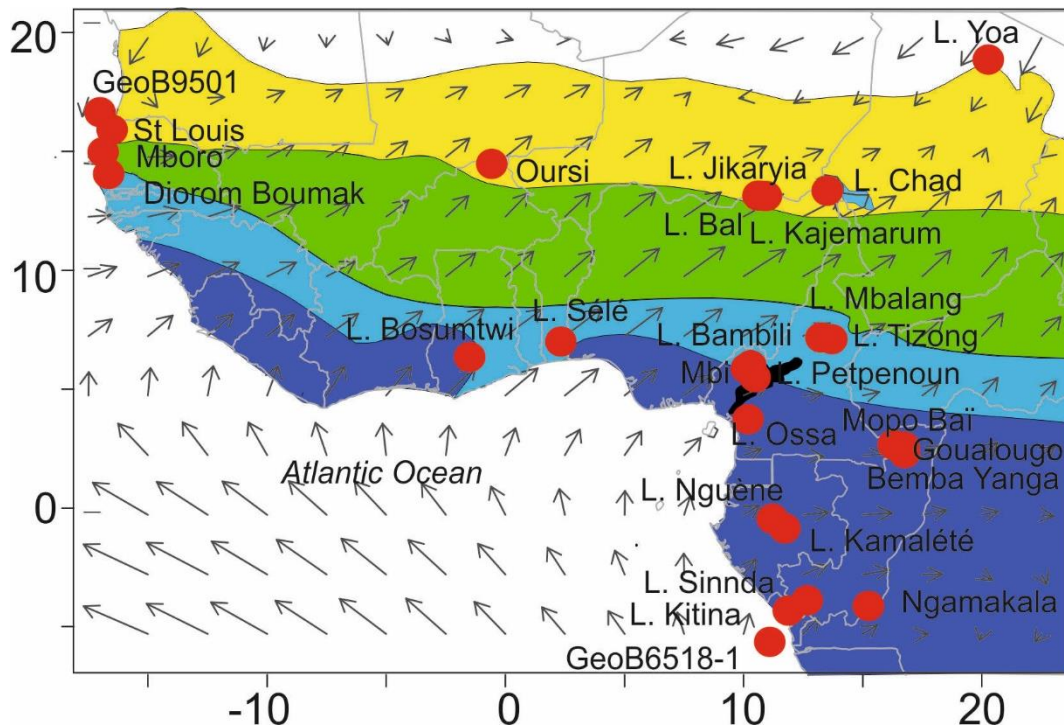 20
L. Yoa
GeoB9501
St Louis
Mboro
Oursi
L. Jikaryia
L. Chad
Diorom Boumak
L. Bal
L. Kajemarum
10
L. Mbalang
L. Sélé
L. Bosumtwi
L. Bambili
L. Tizong
Mbi
L. Petpenoun
Mopo Baï
L. Ossa
Goualougo
Atlantic Ocean
Bemba Yanga
L. Nguène
0
L. Kamalété
L. Sinnda
Ngamakala
L. Kitina
GeoB6518-1
-10
0
10
20